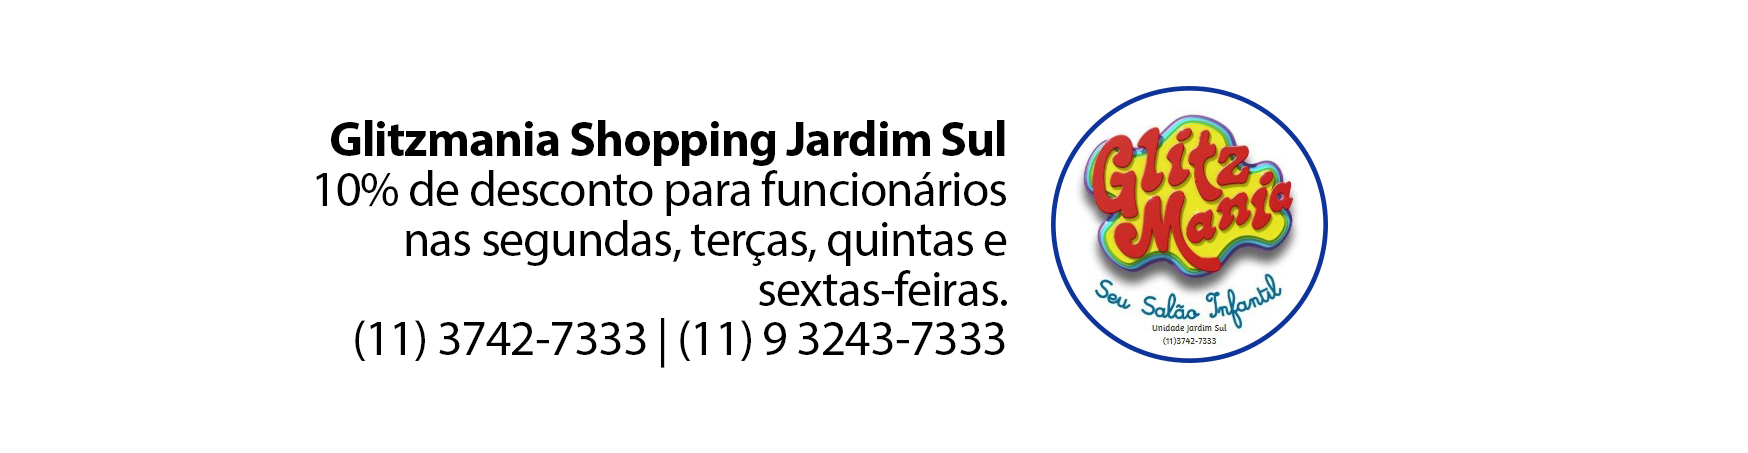 Glitzmania Shopping Jardim Sul
10% de desconto para funcionários
nas segundas, terças, quintas e
sextas-feiras.
(11) 3742-7333 | (11) 9 3243-7333
Glitz
Mania
Seu Salão Infantil
Unidade Jardim Sul
(11)3742-7333